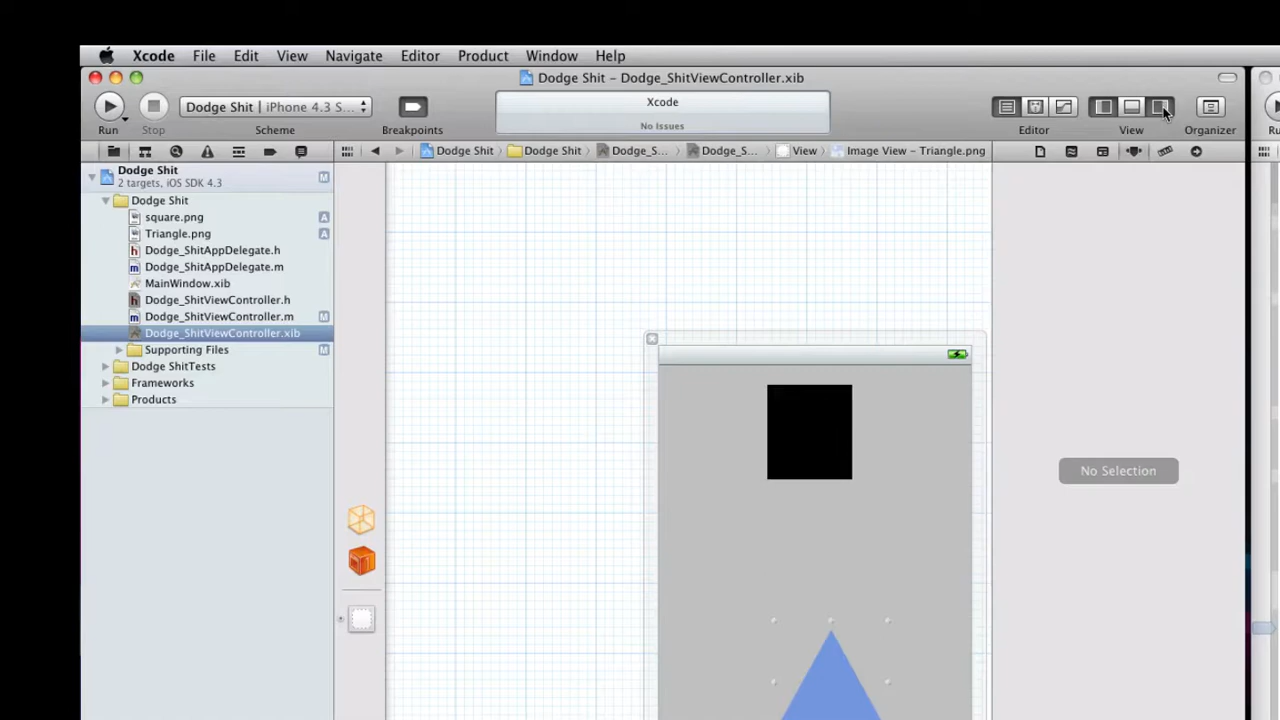 Xcode File Edit View Navigate Editor Product Window Help
Dodge Shit – Dodge_ShitViewController.xib
Dodge Shit | iPhone 4.3 S...
Xcode
No Issues
Run Stop Scheme Breakpoints Editor View Organizer
Dodge Shit Dodge Shit Dodge_S... Dodge_S... View Image View – Triangle.png
Dodge Shit M
2 targets, iOS SDK 4.3
Dodge Shit
square.png A
Triangle.png A
Dodge_ShitAppDelegate.h
Dodge_ShitAppDelegate.m
MainWindow.xib
Dodge_ShitViewController.h
Dodge_ShitViewController.m M
Dodge_ShitViewController.xib
Supporting Files M
Dodge ShitTests
Frameworks
Products
No Selection